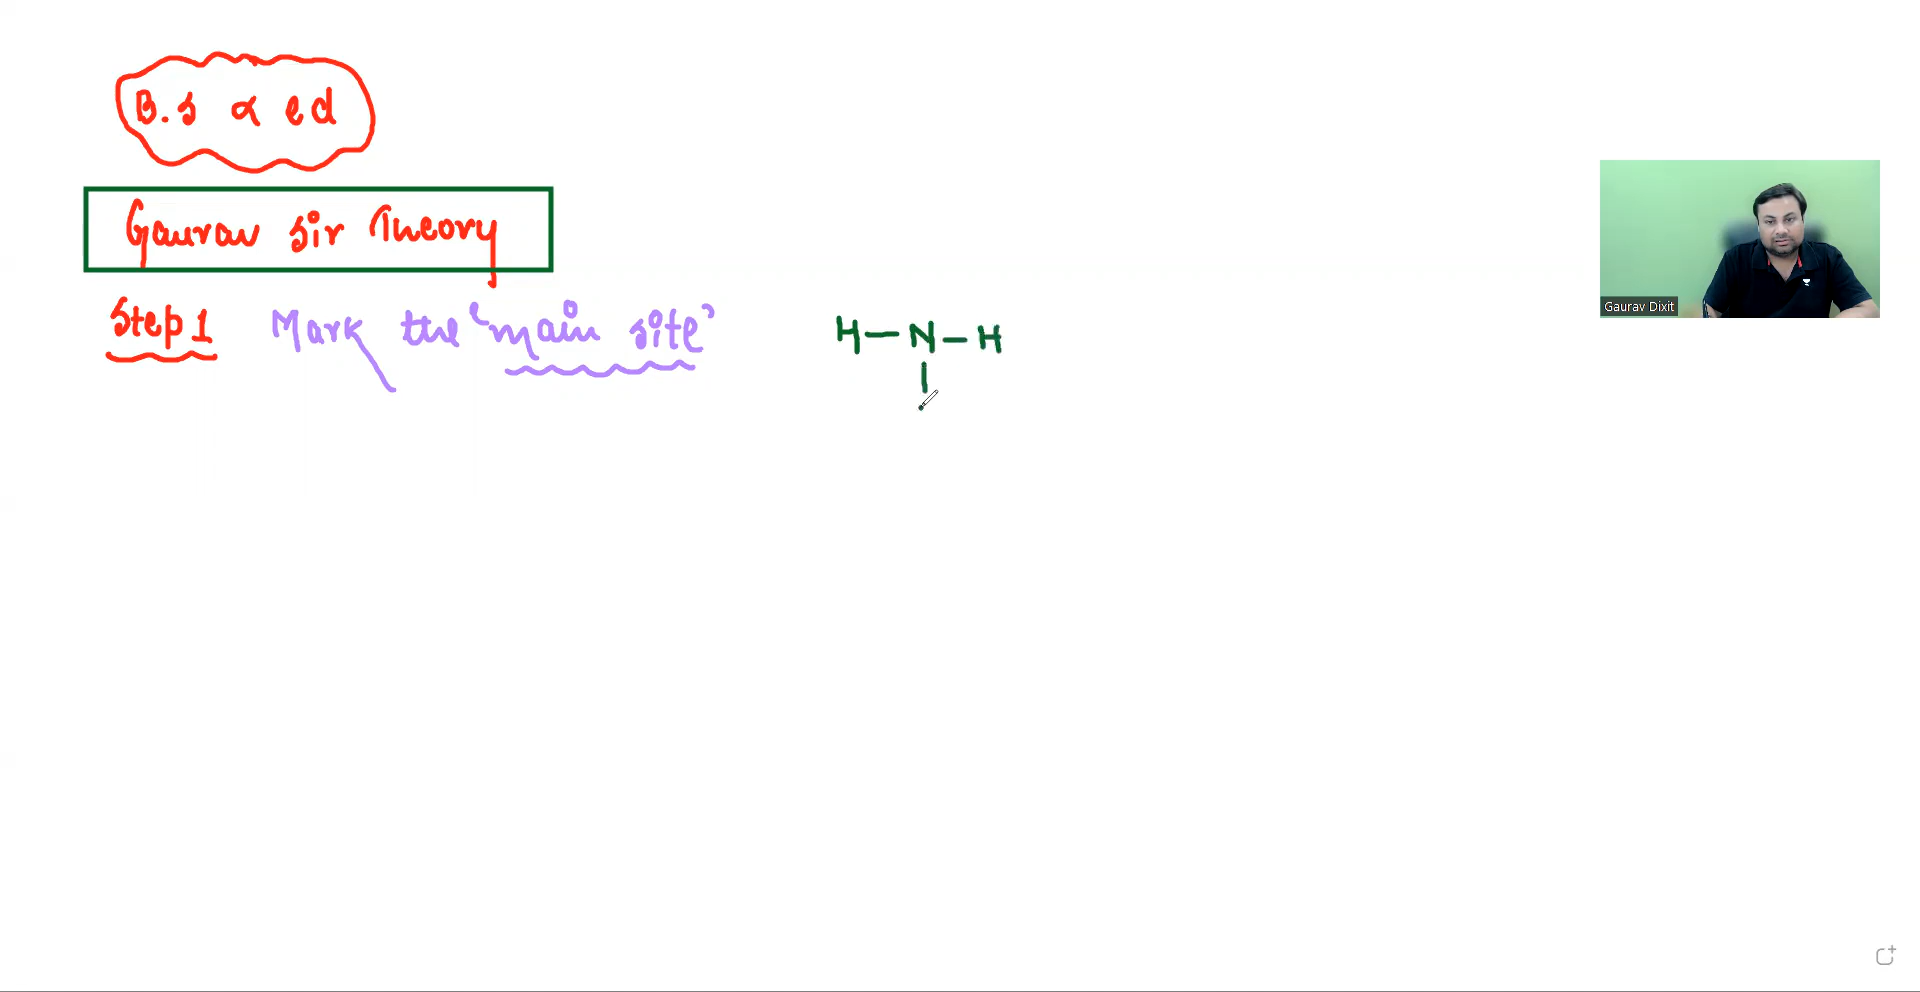 B.s α ed
Gaurav sir Theory
Step 1 Mark the 'main site'
H—N—H
|
Gaurav Dixit